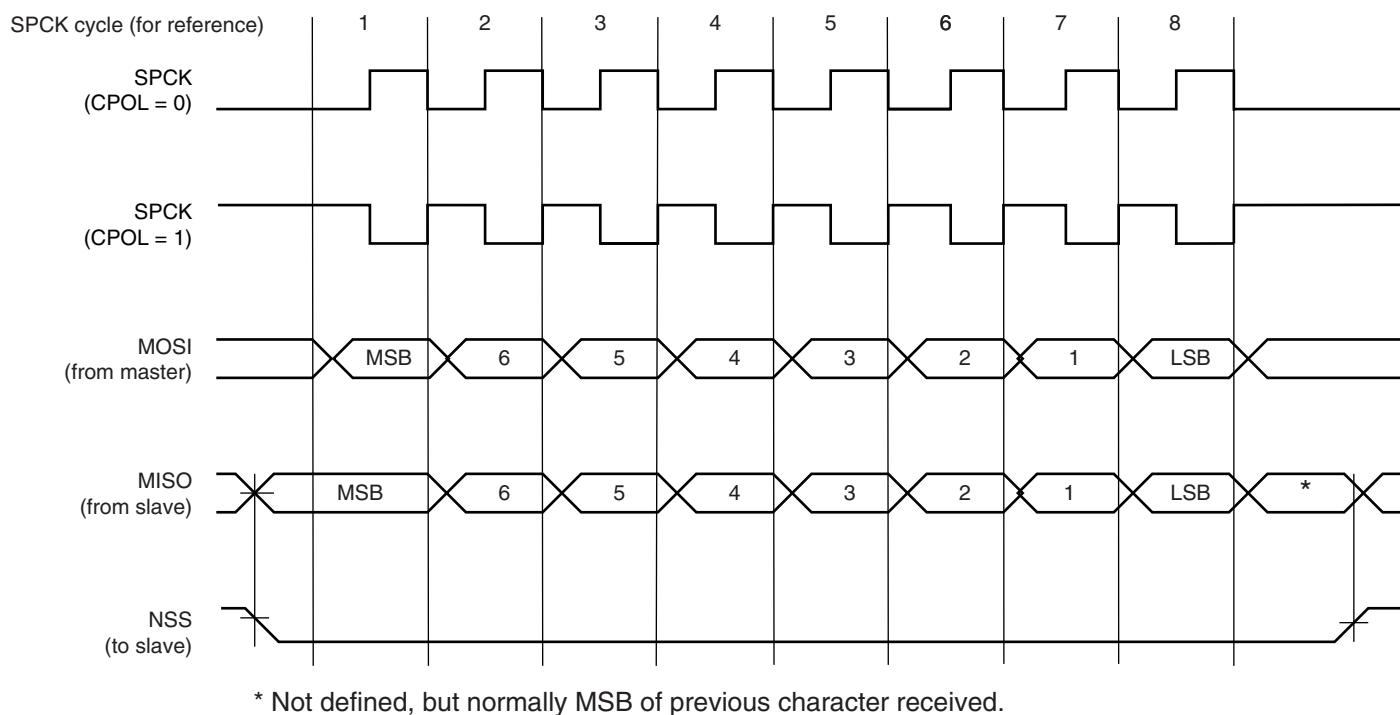 SPCK cycle (for reference) 1 2 3 4 5 6 7 8
SPCK
(CPOL = 0)
SPCK
(CPOL = 1)
MOSI
(from master)
MSB 6 5 4 3 2 1 LSB
MISO
(from slave)
MSB 6 5 4 3 2 1 LSB *
NSS
(to slave)
* Not defined, but normally MSB of previous character received.